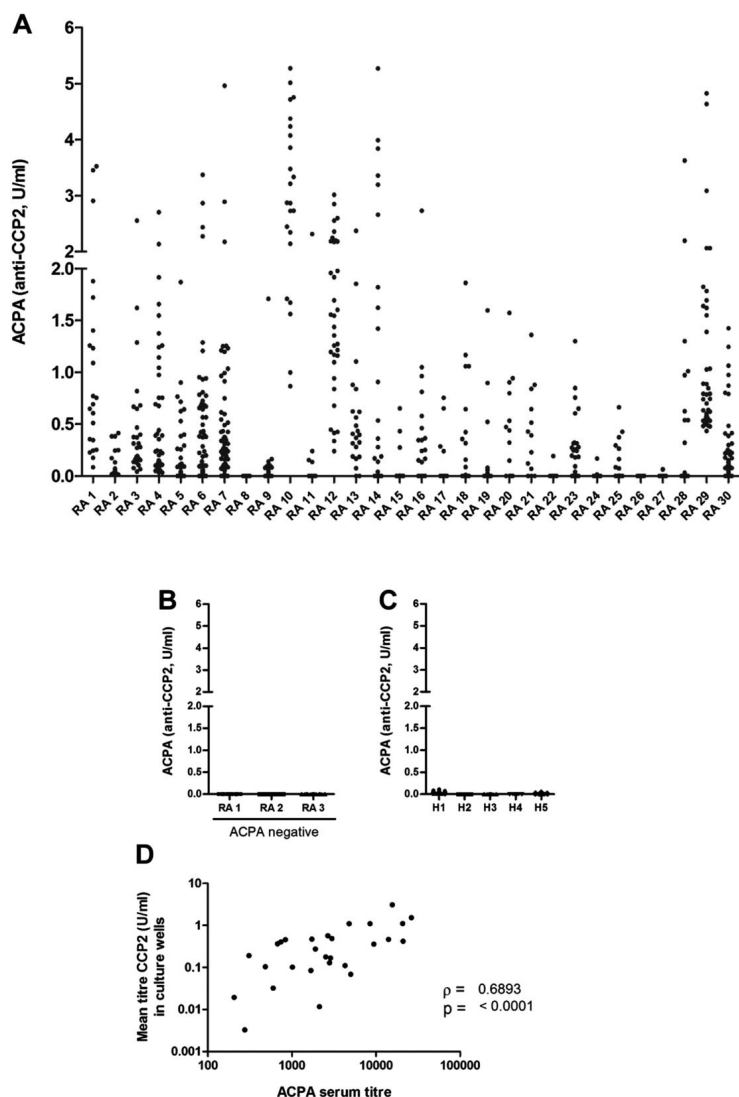 A
ACPA (anti-CCP2, U/ml)
6
5
4
3
2
2.0
1.5
1.0
0.5
0.0
RA 1 RA 2 RA 3 RA 4 RA 5 RA 6 RA 7 RA 8 RA 9 RA 10 RA 11 RA 12 RA 13 RA 14 RA 15 RA 16 RA 17 RA 18 RA 19 RA 20 RA 21 RA 22 RA 23 RA 24 RA 25 RA 26 RA 27 RA 28 RA 29 RA 30
B
ACPA (anti-CCP2, U/ml)
6
5
4
3
2
2.0
1.5
1.0
0.5
0.0
RA 1 RA 2 RA 3
ACPA negative
C
ACPA (anti-CCP2, U/ml)
6
5
4
3
2
2.0
1.5
1.0
0.5
0.0
H1 H2 H3 H4 H5
D
Mean titre CCP2 (U/ml)
in culture wells
10
1
0.1
0.01
0.001
100 1000 10000 100000
ACPA serum titre
ρ = 0.6893
p = < 0.0001